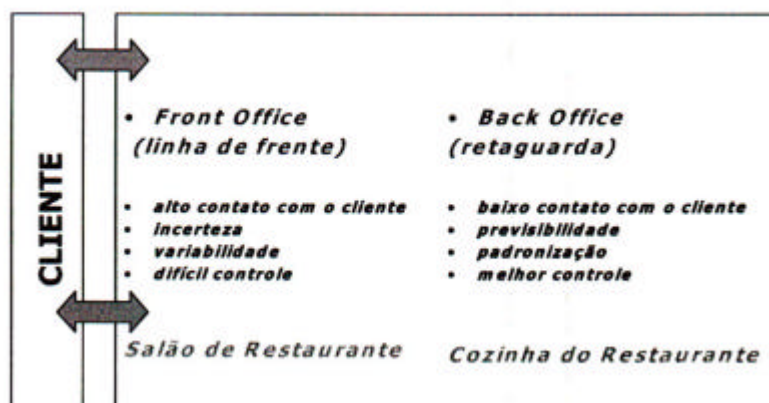 CLIENTE
• Front Office
(linha de frente)
• alto contato com o cliente
• incerteza
• variabilidade
• difícil controle
Salão de Restaurante
• Back Office
(retaguarda)
• baixo contato com o cliente
• previsibilidade
• padronização
• melhor controle
Cozinha do Restaurante